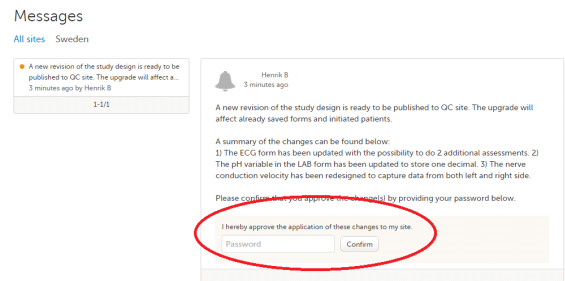 Messages
All sites Sweden
A new revision of the study design is ready to be
published to QC site. The upgrade will affect a...
3 minutes ago by Henrik B
1-1/1
Henrik B
3 minutes ago
A new revision of the study design is ready to be published to QC site. The upgrade will
affect already saved forms and initiated patients.
A summary of the changes can be found below:
1) The ECG form has been updated with the possibility to do 2 additional assessments. 2)
The pH variable in the LAB form has been updated to store one decimal. 3) The nerve
conduction velocity has been redesigned to capture data from both left and right side.
Please confirm that you approve the change(s) by providing your password below.
I hereby approve the application of these changes to my site.
Password Confirm